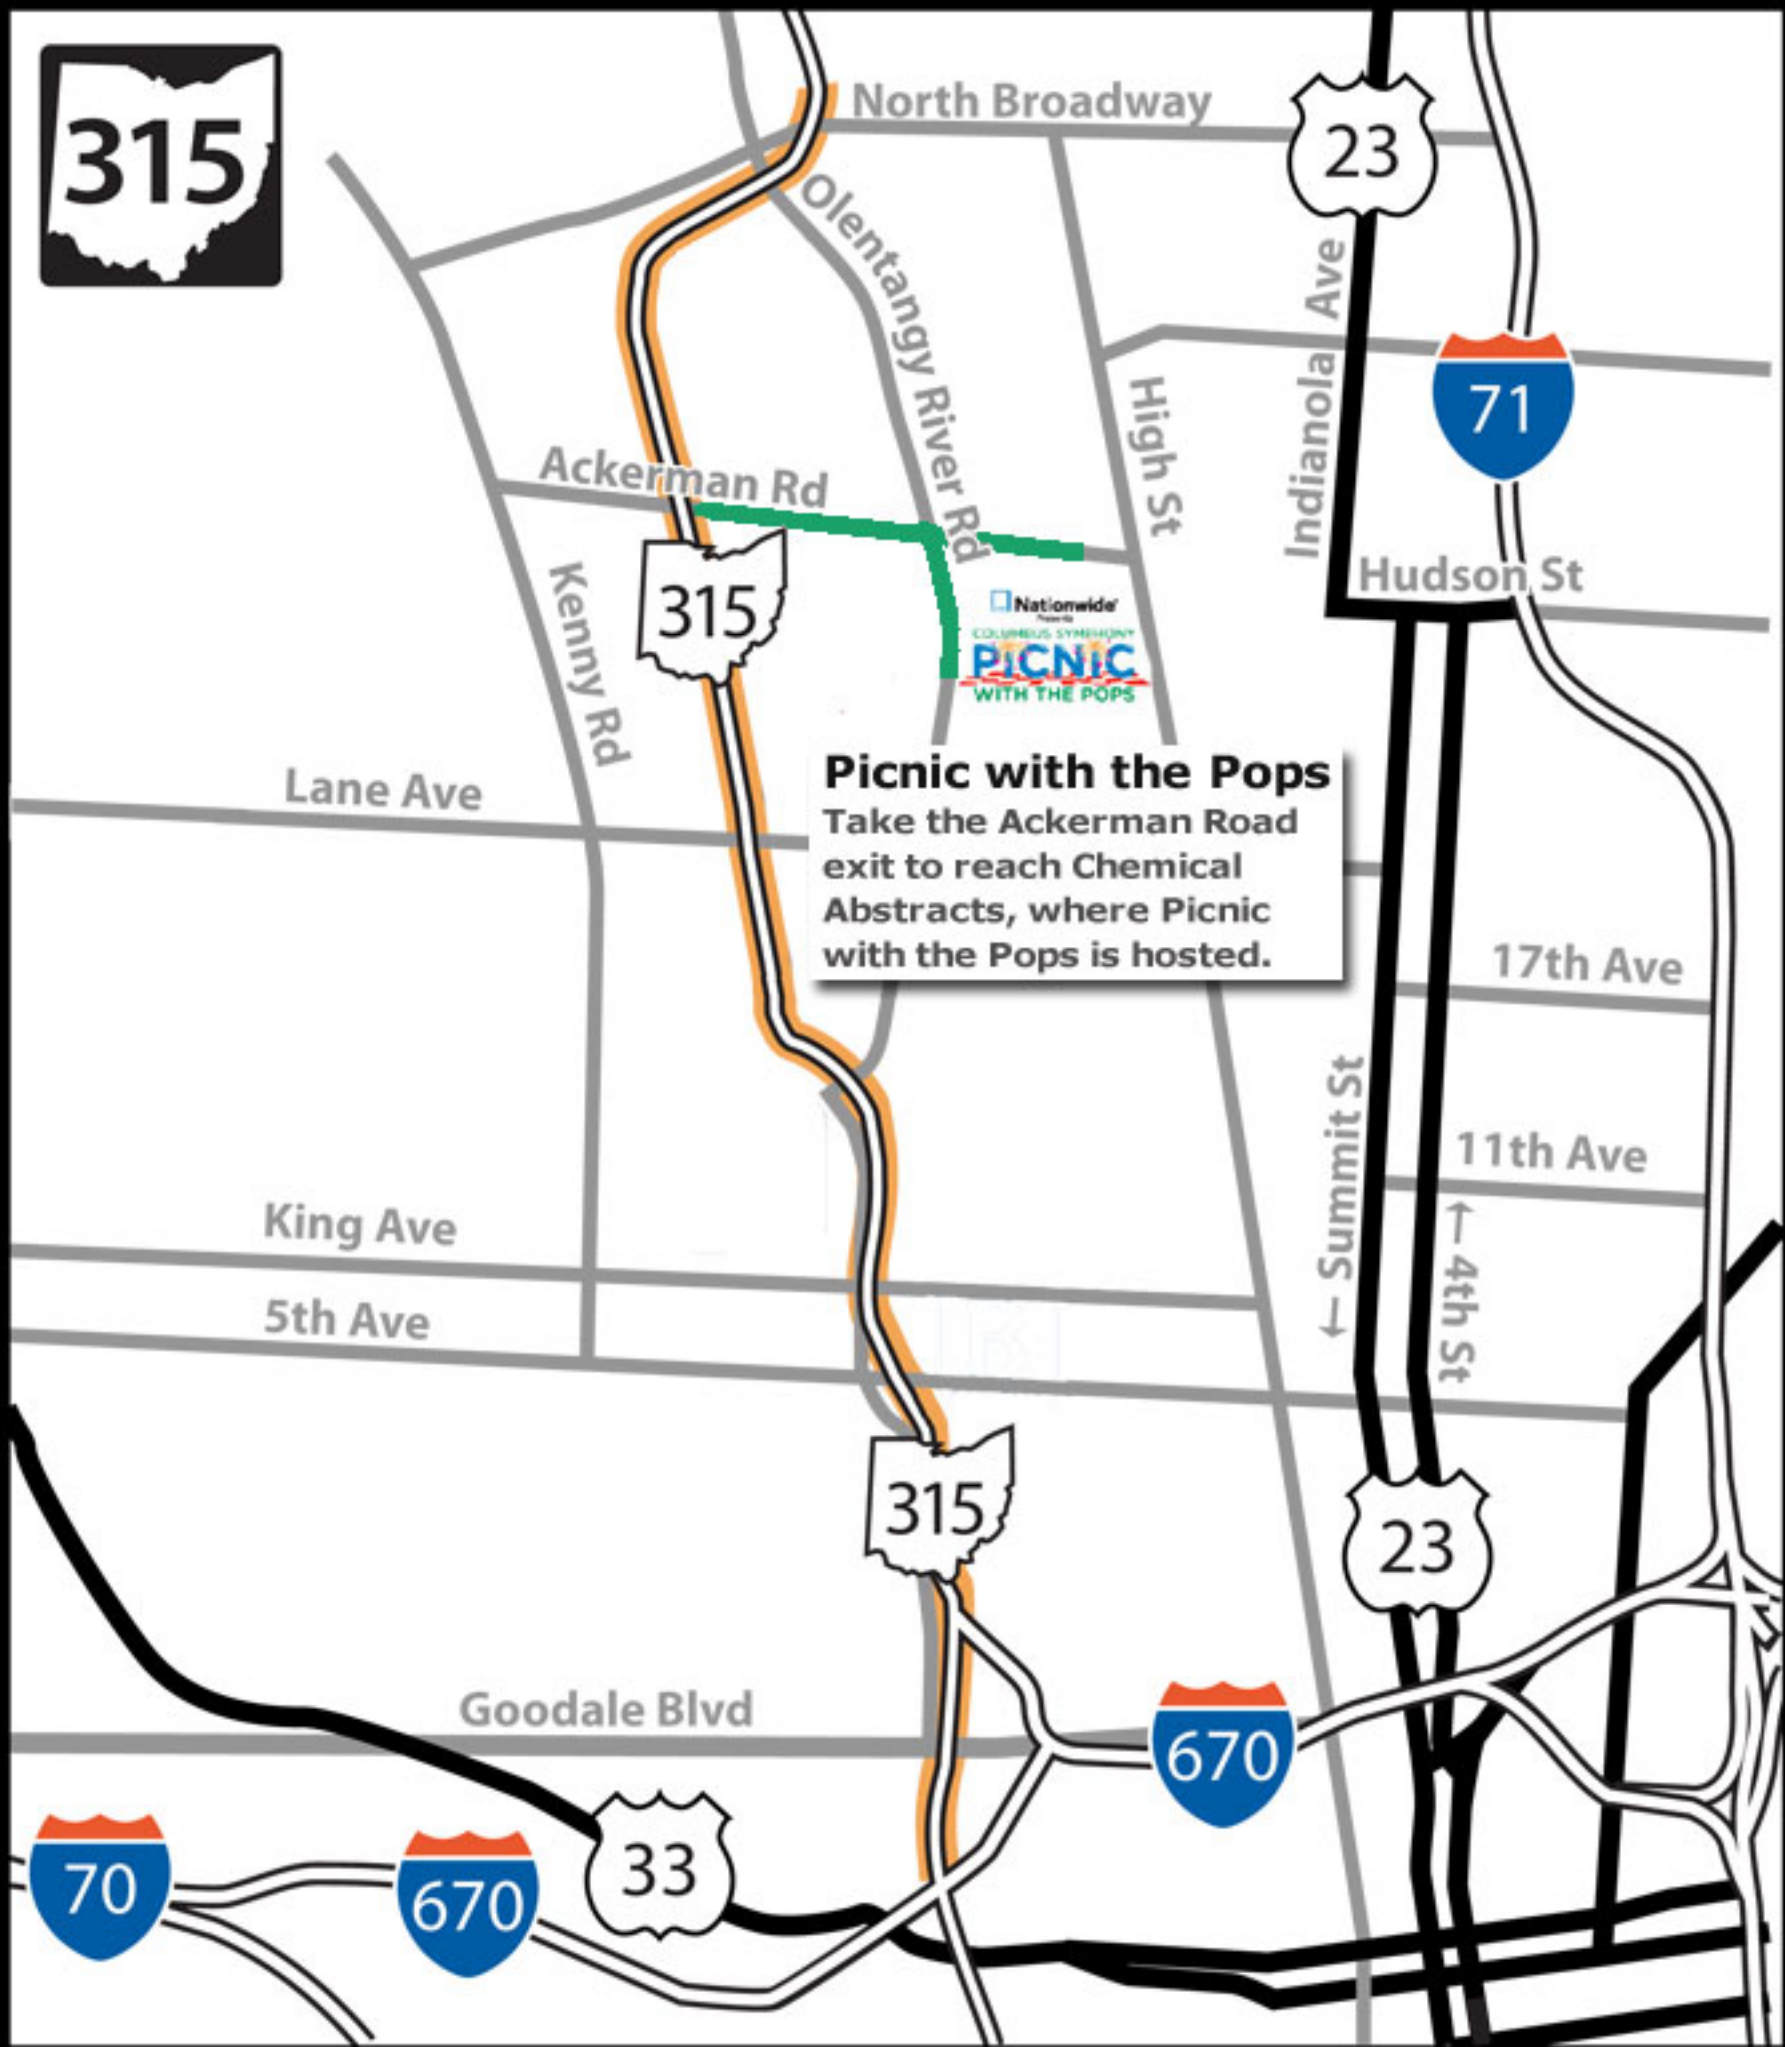 315
North Broadway
23
Olentangy River Rd
Indianola Ave
71
Ackerman Rd
High St
Hudson St
315
Kenny Rd
Nationwide®
Presents
COLUMBUS SYMPHONY
PiCNiC
WITH THE POPS
Picnic with the Pops
Take the Ackerman Road
exit to reach Chemical
Abstracts, where Picnic
with the Pops is hosted.
Lane Ave
17th Ave
← Summit St
11th Ave
←4th St
King Ave
5th Ave
315
23
Goodale Blvd
670
33
70
670